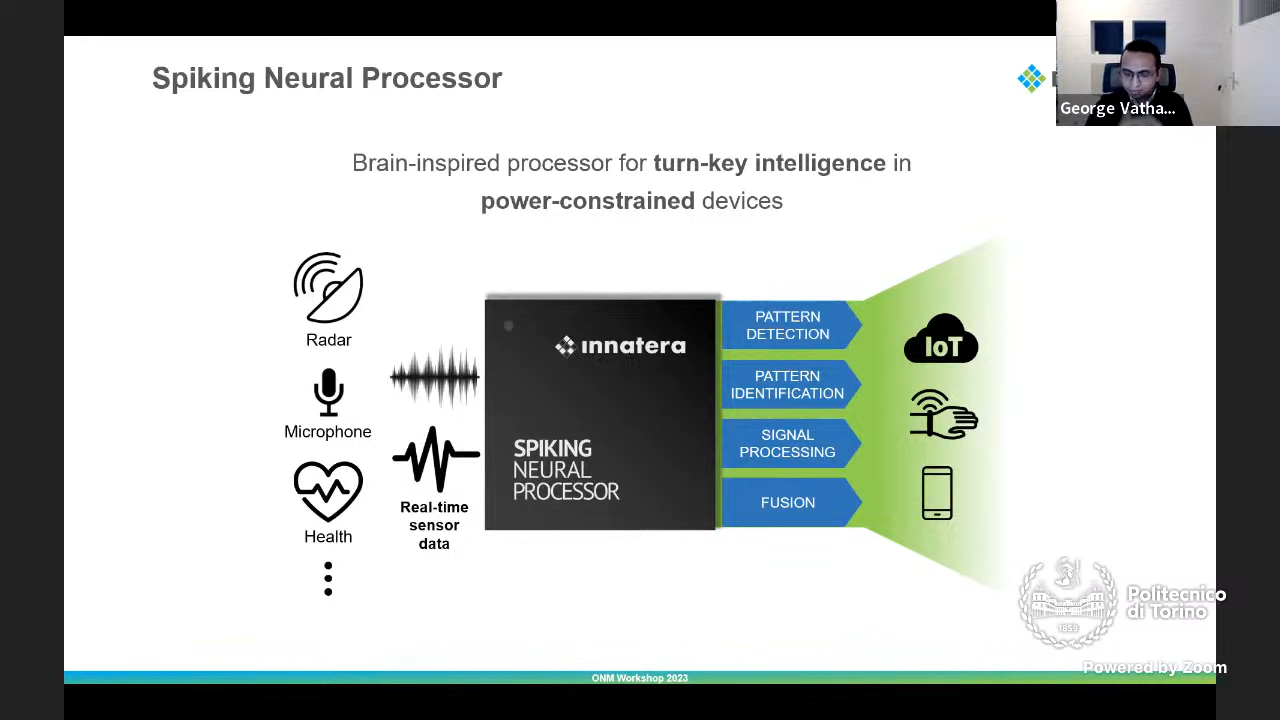 Spiking Neural Processor
George Vatha...
Brain-inspired processor for turn-key intelligence in
power-constrained devices
Radar
Microphone
Health
Real-time
sensor
data
innatera
SPIKING
NEURAL
PROCESSOR
PATTERN
DETECTION
PATTERN
IDENTIFICATION
SIGNAL
PROCESSING
FUSION
IoT
1859
Politecnico
di Torino
Powered by Zoom
ONM Workshop 2023